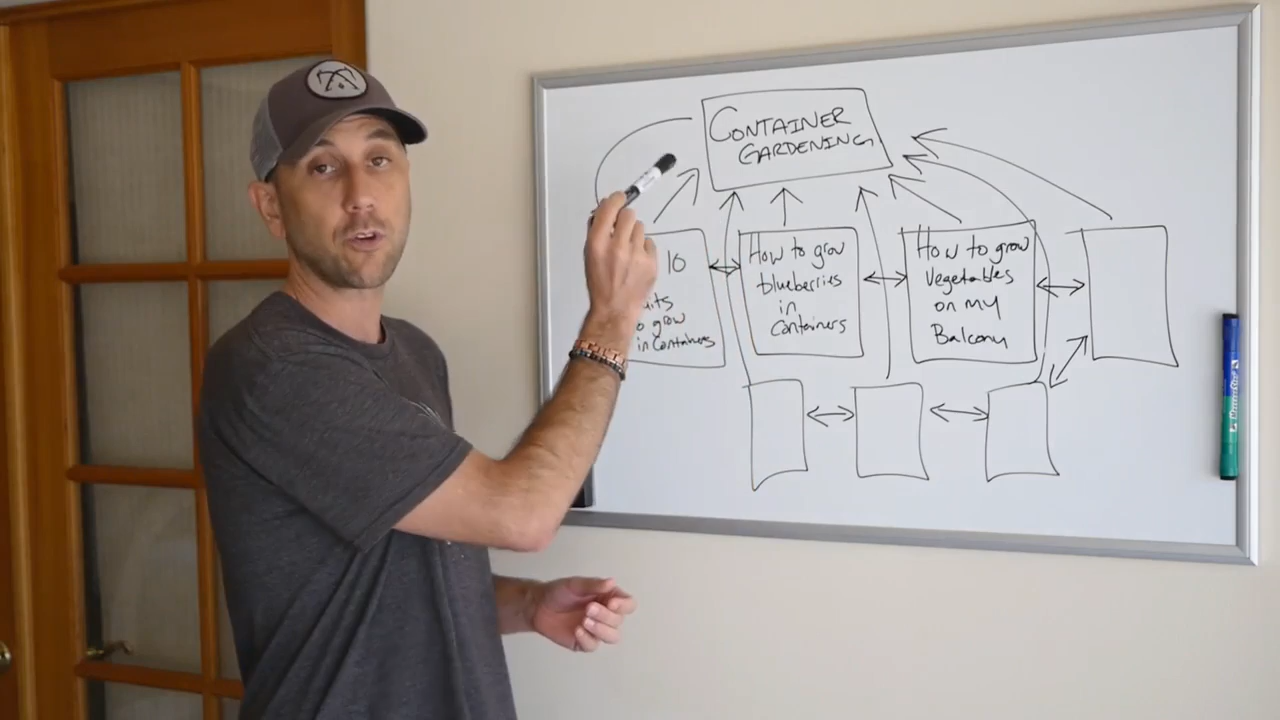 CONTAINER
GARDENING
10
to grow
in containers
How to grow
blueberries
in
containers
How to grow
vegetables
on my
Balcony